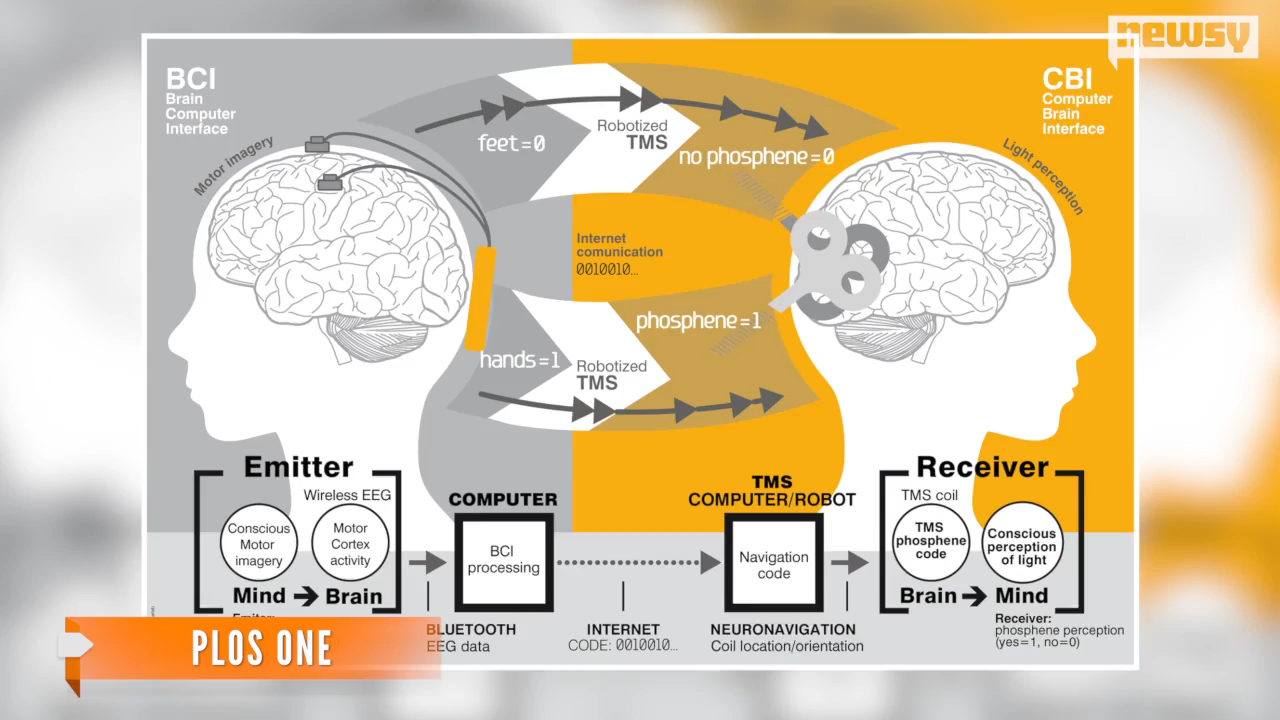 newsy
BCI
Brain
Computer
Interface
CBI
Computer
Brain
Interface
Motor imagery
Light perception
feet=0
Robotized
TMS
no phosphene=0
Internet
comunication
0010010...
phosphene=1
hands=1
Robotized
TMS
Emitter
Wireless EEG
Conscious
Motor
imagery
Motor
Cortex
activity
Mind
Brain
COMPUTER
BCI
processing
TMS
COMPUTER/ROBOT
Navigation
code
Receiver
TMS coil
TMS
phosphene
code
Conscious
perception
of light
Brain
Mind
BLUETOOTH
EEG data
INTERNET
CODE: 0010010...
NEURONAVIGATION
Coil location/orientation
Receiver:
phosphene perception
(yes=1, no=0)
PLOS ONE